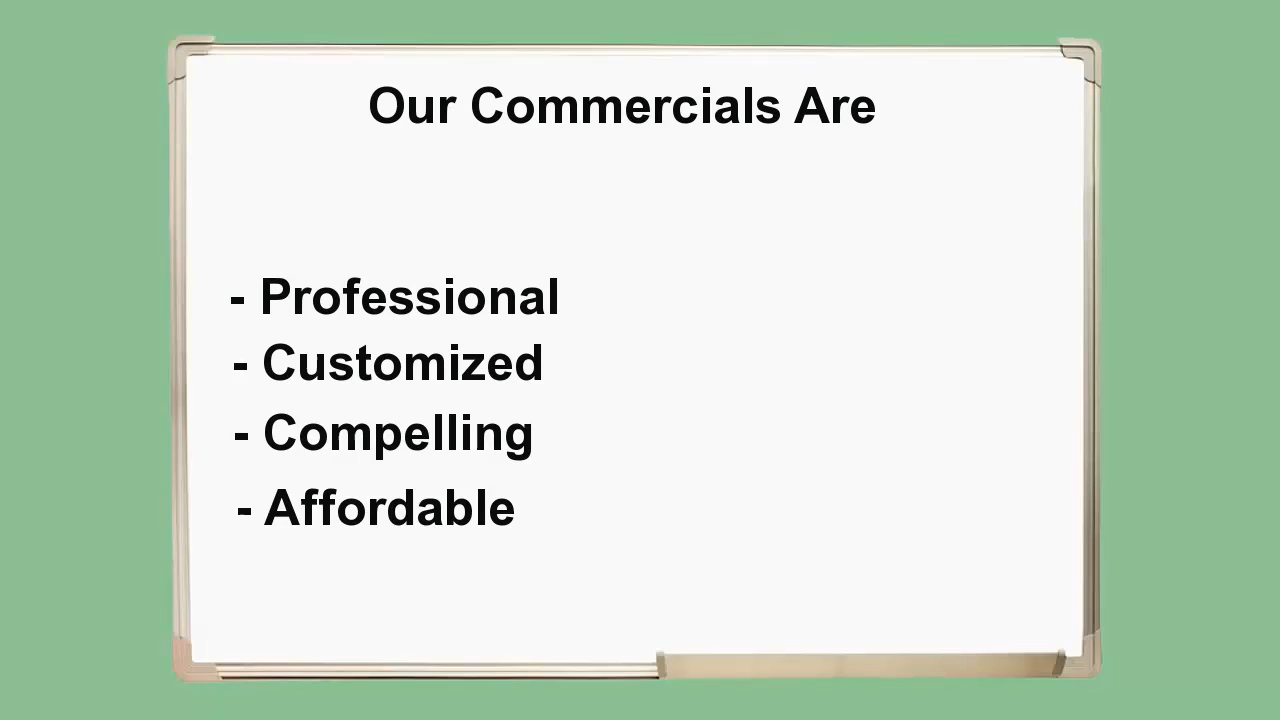 Our Commercials Are
- Professional
- Customized
- Compelling
- Affordable